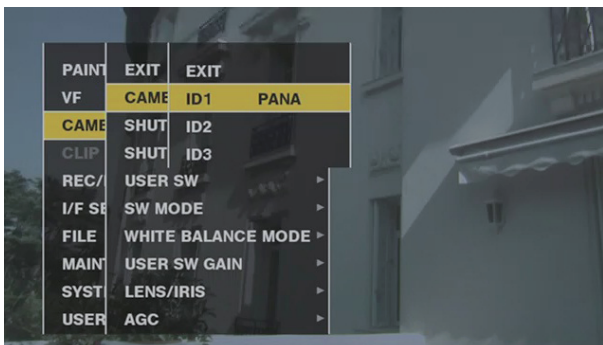 PAINT EXIT EXIT
VF CAME ID1 PANA
CAME SHUT ID2
CLIP SHUT ID3
REC/ USER SW
I/F SE SW MODE
FILE WHITE BALANCE MODE
MAIN USER SW GAIN
SYST LENS/IRIS
USER AGC